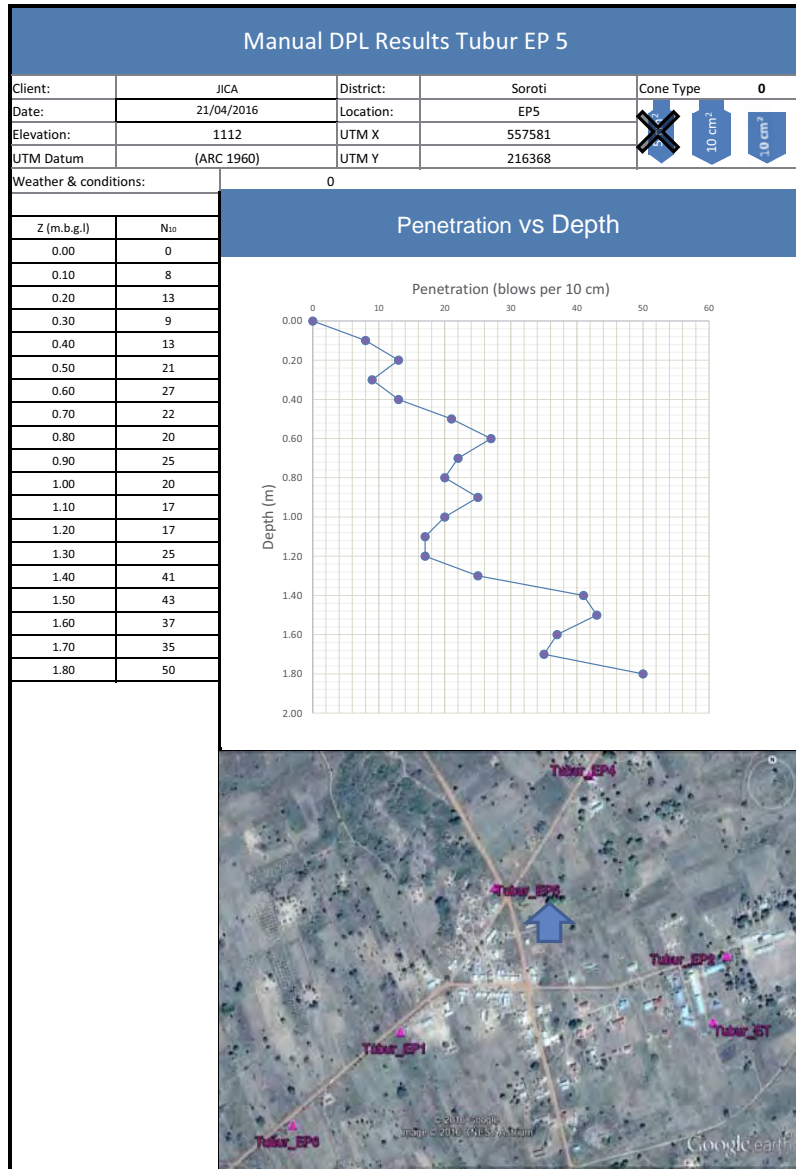 Manual DPL Results Tubur EP 5
Client: JICA District: Soroti Cone Type 0
Date: 21/04/2016 Location: EP5
Elevation: 1112 UTM X 557581
UTM Datum (ARC 1960) UTM Y 216368
10 cm²
10 cm²
Weather & conditions: 0
Z (m.b.g.l) N₁₀
0.00 0
0.10 8
0.20 13
0.30 9
0.40 13
0.50 21
0.60 27
0.70 22
0.80 20
0.90 25
1.00 20
1.10 17
1.20 17
1.30 25
1.40 41
1.50 43
1.60 37
1.70 35
1.80 50
Penetration vs Depth
Penetration (blows per 10 cm)
0 10 20 30 40 50 60
0.00
0.20
0.40
0.60
0.80
1.00
1.20
1.40
1.60
1.80
2.00
Depth (m)
N
Tubur_EP4
Tubur_EP5
Tubur_EP2
Tubur_ET
Tubur_EP1
Tubur_EP6
© 2016 Google
© 2016 CNES / Astrium
Google earth